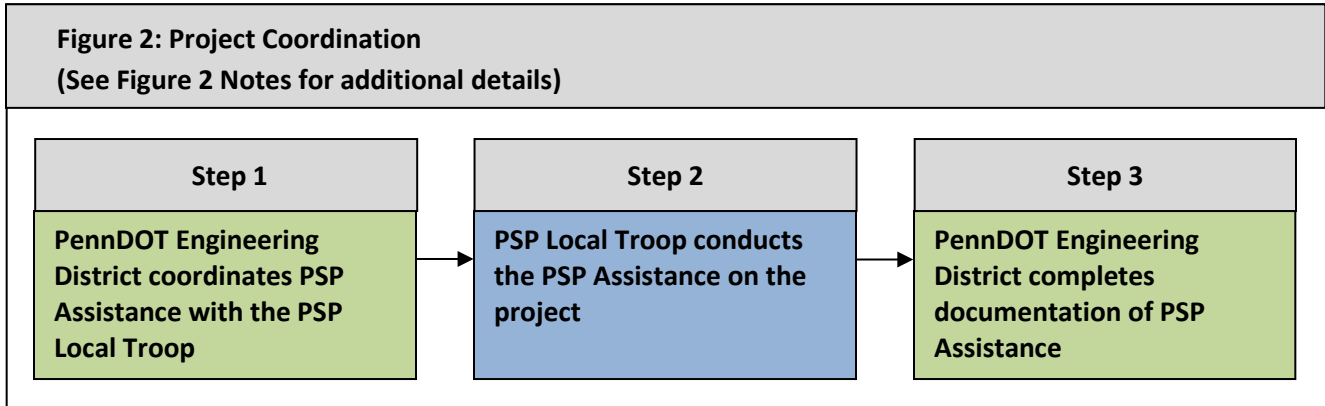 Figure 2: Project Coordination
(See Figure 2 Notes for additional details)
Step 1
PennDOT Engineering
District coordinates PSP
Assistance with the PSP
Local Troop
Step 2
PSP Local Troop conducts
the PSP Assistance on the
project
Step 3
PennDOT Engineering
District completes
documentation of PSP
Assistance